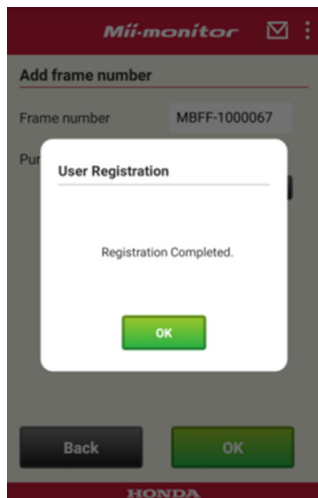 Mii-monitor
Add frame number
Frame number MBFF-1000067
Pur
User Registration
Registration Completed.
OK
Back OK
HONDA